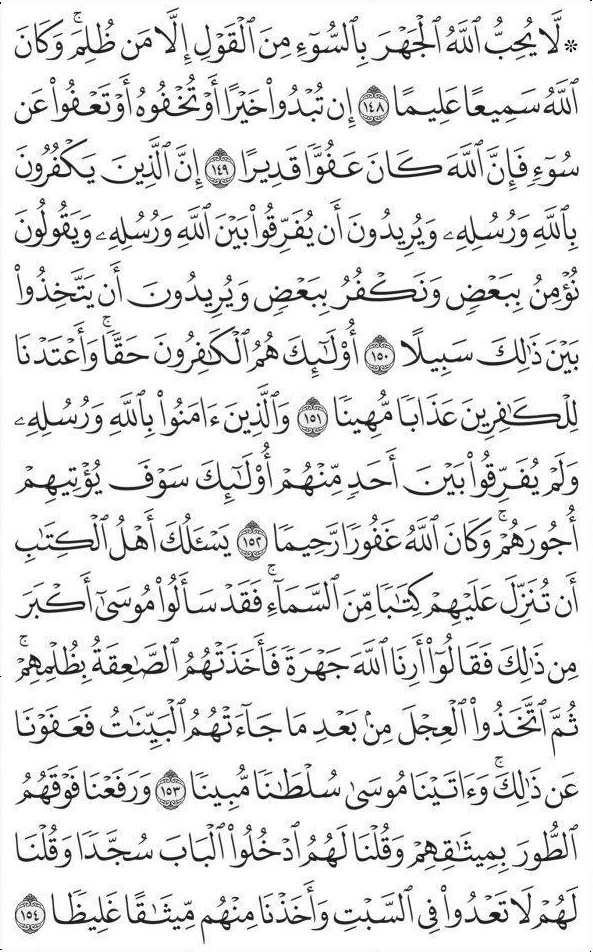 ۞ لَّا يُحِبُّ ٱللَّهُ ٱلْجَهْرَ بِٱلسُّوٓءِ مِنَ ٱلْقَوْلِ إِلَّا مَن ظُلِمَۚ وَكَانَ
ٱللَّهُ سَمِيعًا عَلِيمًا ١٤٨ إِن تُبْدُوا۟ خَيْرًا أَوْ تُخْفُوهُ أَوْ تَعْفُوا۟ عَن
سُوٓءٍ فَإِنَّ ٱللَّهَ كَانَ عَفُوًّا قَدِيرًا ١٤٩ إِنَّ ٱلَّذِينَ يَكْفُرُونَ
بِٱللَّهِ وَرُسُلِهِۦ وَيُرِيدُونَ أَن يُفَرِّقُوا۟ بَيْنَ ٱللَّهِ وَرُسُلِهِۦ وَيَقُولُونَ
نُؤْمِنُ بِبَعْضٍ وَنَكْفُرُ بِبَعْضٍ وَيُرِيدُونَ أَن يَتَّخِذُوا۟
بَيْنَ ذَٰلِكَ سَبِيلًا ١٥٠ أُو۟لَـٰٓئِكَ هُمُ ٱلْكَـٰفِرُونَ حَقًّاۚ وَأَعْتَدْنَا
لِلْكَـٰفِرِينَ عَذَابًا مُّهِينًا ١٥١ وَٱلَّذِينَ ءَامَنُوا۟ بِٱللَّهِ وَرُسُلِهِۦ
وَلَمْ يُفَرِّقُوا۟ بَيْنَ أَحَدٍ مِّنْهُمْ أُو۟لَـٰٓئِكَ سَوْفَ يُؤْتِيهِمْ
أُجُورَهُمْۚ وَكَانَ ٱللَّهُ غَفُورًا رَّحِيمًا ١٥٢ يَسْـَٔلُكَ أَهْلُ ٱلْكِتَـٰبِ
أَن تُنَزِّلَ عَلَيْهِمْ كِتَـٰبًا مِّنَ ٱلسَّمَآءِۚ فَقَدْ سَأَلُوا۟ مُوسَىٰٓ أَكْبَرَ
مِن ذَٰلِكَ فَقَالُوٓا۟ أَرِنَا ٱللَّهَ جَهْرَةً فَأَخَذَتْهُمُ ٱلصَّـٰعِقَةُ بِظُلْمِهِمْۚ
ثُمَّ ٱتَّخَذُوا۟ ٱلْعِجْلَ مِنۢ بَعْدِ مَا جَآءَتْهُمُ ٱلْبَيِّنَـٰتُ فَعَفَوْنَا
عَن ذَٰلِكَۚ وَءَاتَيْنَا مُوسَىٰ سُلْطَـٰنًا مُّبِينًا ١٥٣ وَرَفَعْنَا فَوْقَهُمُ
ٱلطُّورَ بِمِيثَـٰقِهِمْ وَقُلْنَا لَهُمُ ٱدْخُلُوا۟ ٱلْبَابَ سُجَّدًا وَقُلْنَا
لَهُمْ لَا تَعْدُوا۟ فِى ٱلسَّبْتِ وَأَخَذْنَا مِنْهُم مِّيثَـٰقًا غَلِيظًا ١٥٤